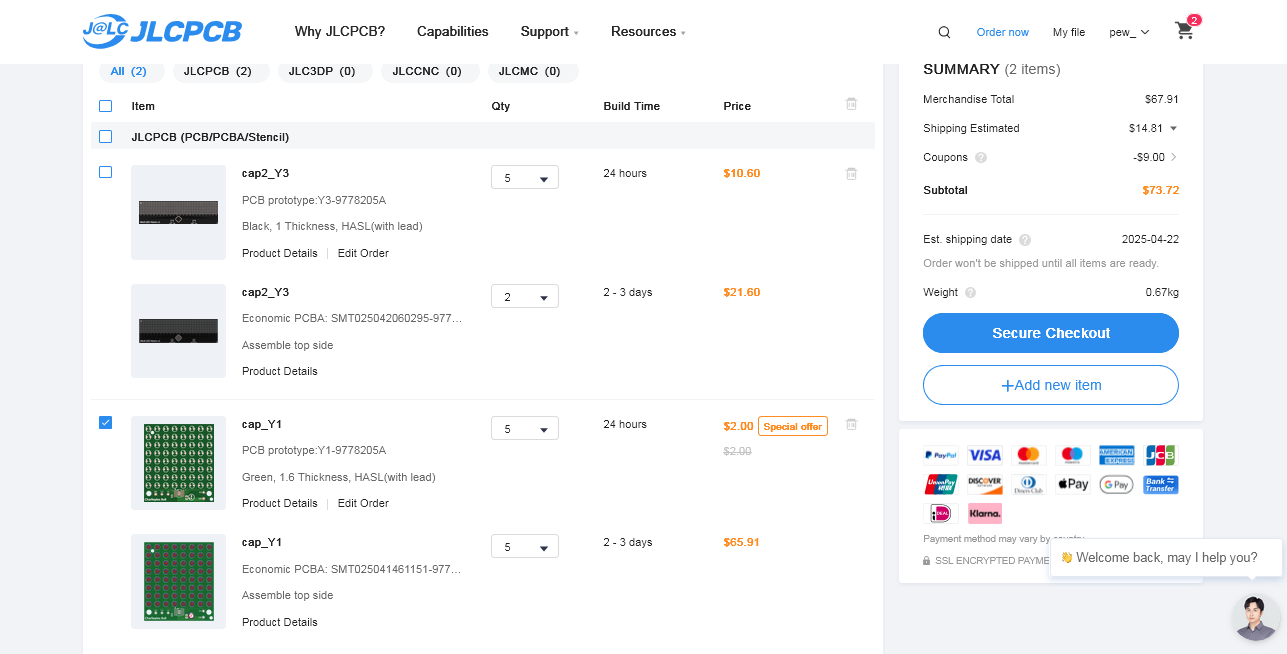 J@LC JLCPCB
Why JLCPCB? Capabilities Support Resources
Order now My file pew_ 2
All (2) JLCPCB (2) JLC3DP (0) JLCCNC (0) JLCMC (0)
Item Qty Build Time Price
JLCPCB (PCB/PCBA/Stencil)
cap2_Y3 5 24 hours $10.60
PCB prototype:Y3-9778205A
Black, 1 Thickness, HASL(with lead)
Product Details Edit Order
cap2_Y3 2 2 - 3 days $21.60
Economic PCBA: SMT025042060295-977...
Assemble top side
Product Details
cap_Y1 5 24 hours $2.00 Special offer
PCB prototype:Y1-9778205A $2.00
Green, 1.6 Thickness, HASL(with lead)
Product Details Edit Order
cap_Y1 5 2 - 3 days $65.91
Economic PCBA: SMT025041461151-977...
Assemble top side
Product Details
SUMMARY (2 items)
Merchandise Total $67.91
Shipping Estimated $14.81
Coupons ? -$9.00
Subtotal $73.72
Est. shipping date ? 2025-04-22
Order won't be shipped until all items are ready.
Weight ? 0.67kg
Secure Checkout
+Add new item
PayPal VISA AMERICAN EXPRESS JCB
UnionPay DISCOVER Diners Club Pay G Pay Bank Transfer
iDEAL Klarna.
Payment method may vary by country.
SSL ENCRYPTED PAYME
👋 Welcome back, may I help you?